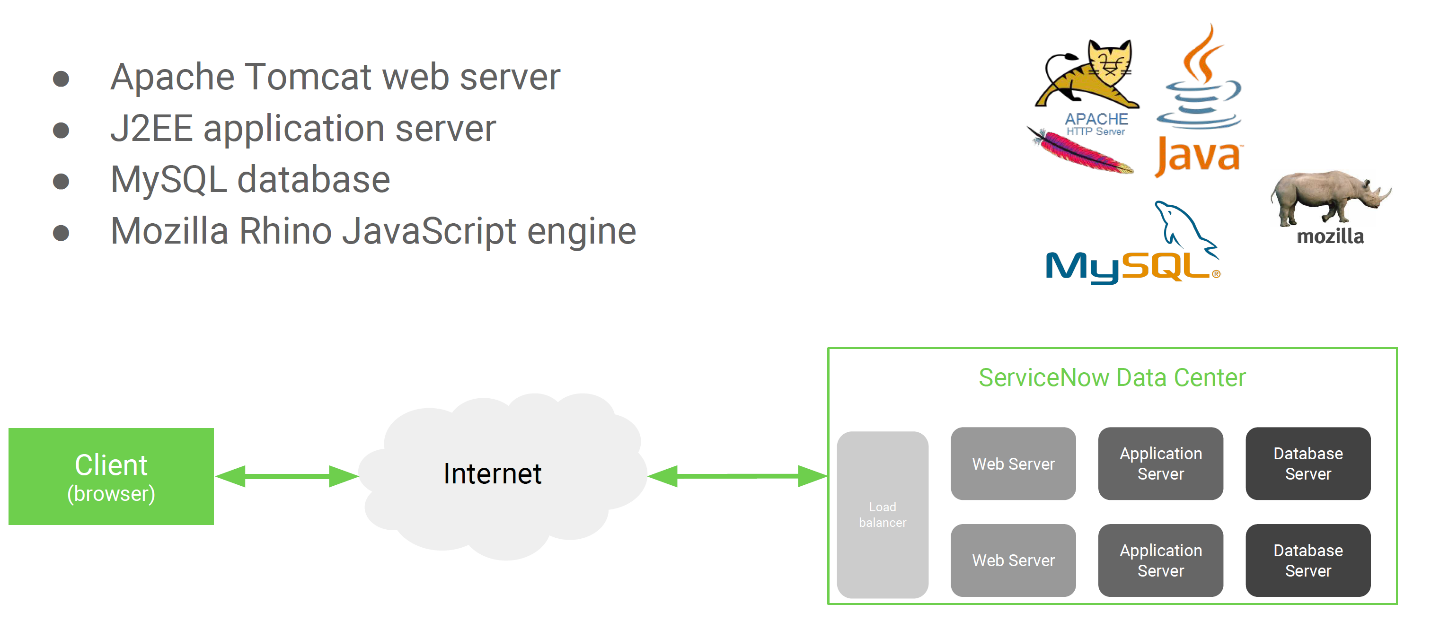 ● Apache Tomcat web server
● J2EE application server
● MySQL database
● Mozilla Rhino JavaScript engine
APACHE
HTTP Server
Java™
MySQL®
mozilla
ServiceNow Data Center
Client
(browser)
Internet
Load
balancer
Web Server
Application
Server
Database
Server
Web Server
Application
Server
Database
Server